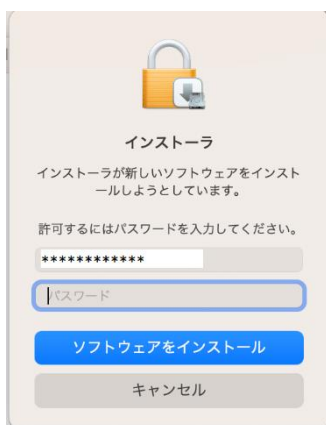 インストーラ
インストーラが新しいソフトウェアをインスト
ールしようとしています。
許可するにはパスワードを入力してください。
************
パスワード
ソフトウェアをインストール
キャンセル